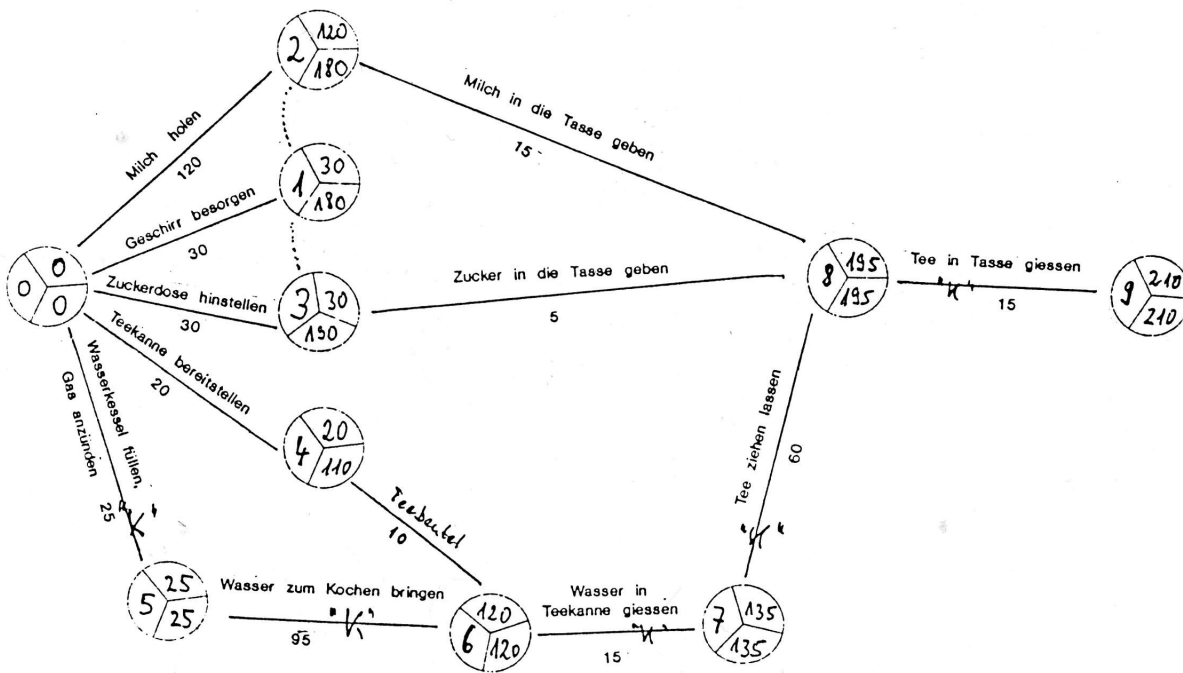 2 120
180
Milch holen
120
Milch in die Tasse geben
15
1 30
180
Geschirr besorgen
30
0 0
0
Zuckerdose hinstellen
30
3 30
190
Zucker in die Tasse geben
5
8 195
195
Tee in Tasse giessen
"K"
15
9 210
210
Teekanne bereitstellen
20
4 20
110
Teebeutel
10
Wasserkessel füllen,
Gas anzünden
25
"K"
5 25
25
Wasser zum Kochen bringen
"K"
95
6 120
120
Wasser in
Teekanne giessen
"K"
15
7 135
135
Tee ziehen lassen
60
"K"